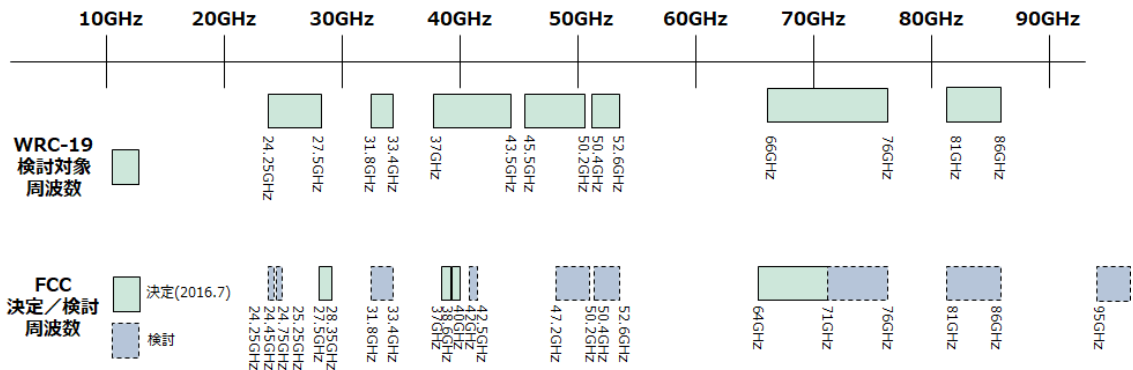 10GHz 20GHz 30GHz 40GHz 50GHz 60GHz 70GHz 80GHz 90GHz
WRC-19
検討対象
周波数
24.25GHz 27.5GHz 31.8GHz 33.4GHz 37GHz 43.5GHz 45.5GHz 50.2GHz 50.4GHz 52.6GHz 66GHz 76GHz 81GHz 86GHz
FCC
決定／検討
周波数
決定(2016.7)
検討
24.25GHz 24.45GHz 24.75GHz 25.25GHz 27.5GHz 28.35GHz 31.8GHz 33.4GHz 37GHz 38.6GHz 40GHz 42GHz 42.5GHz 47.2GHz 50.2GHz 50.4GHz 52.6GHz 64GHz 71GHz 76GHz 81GHz 86GHz 95GHz